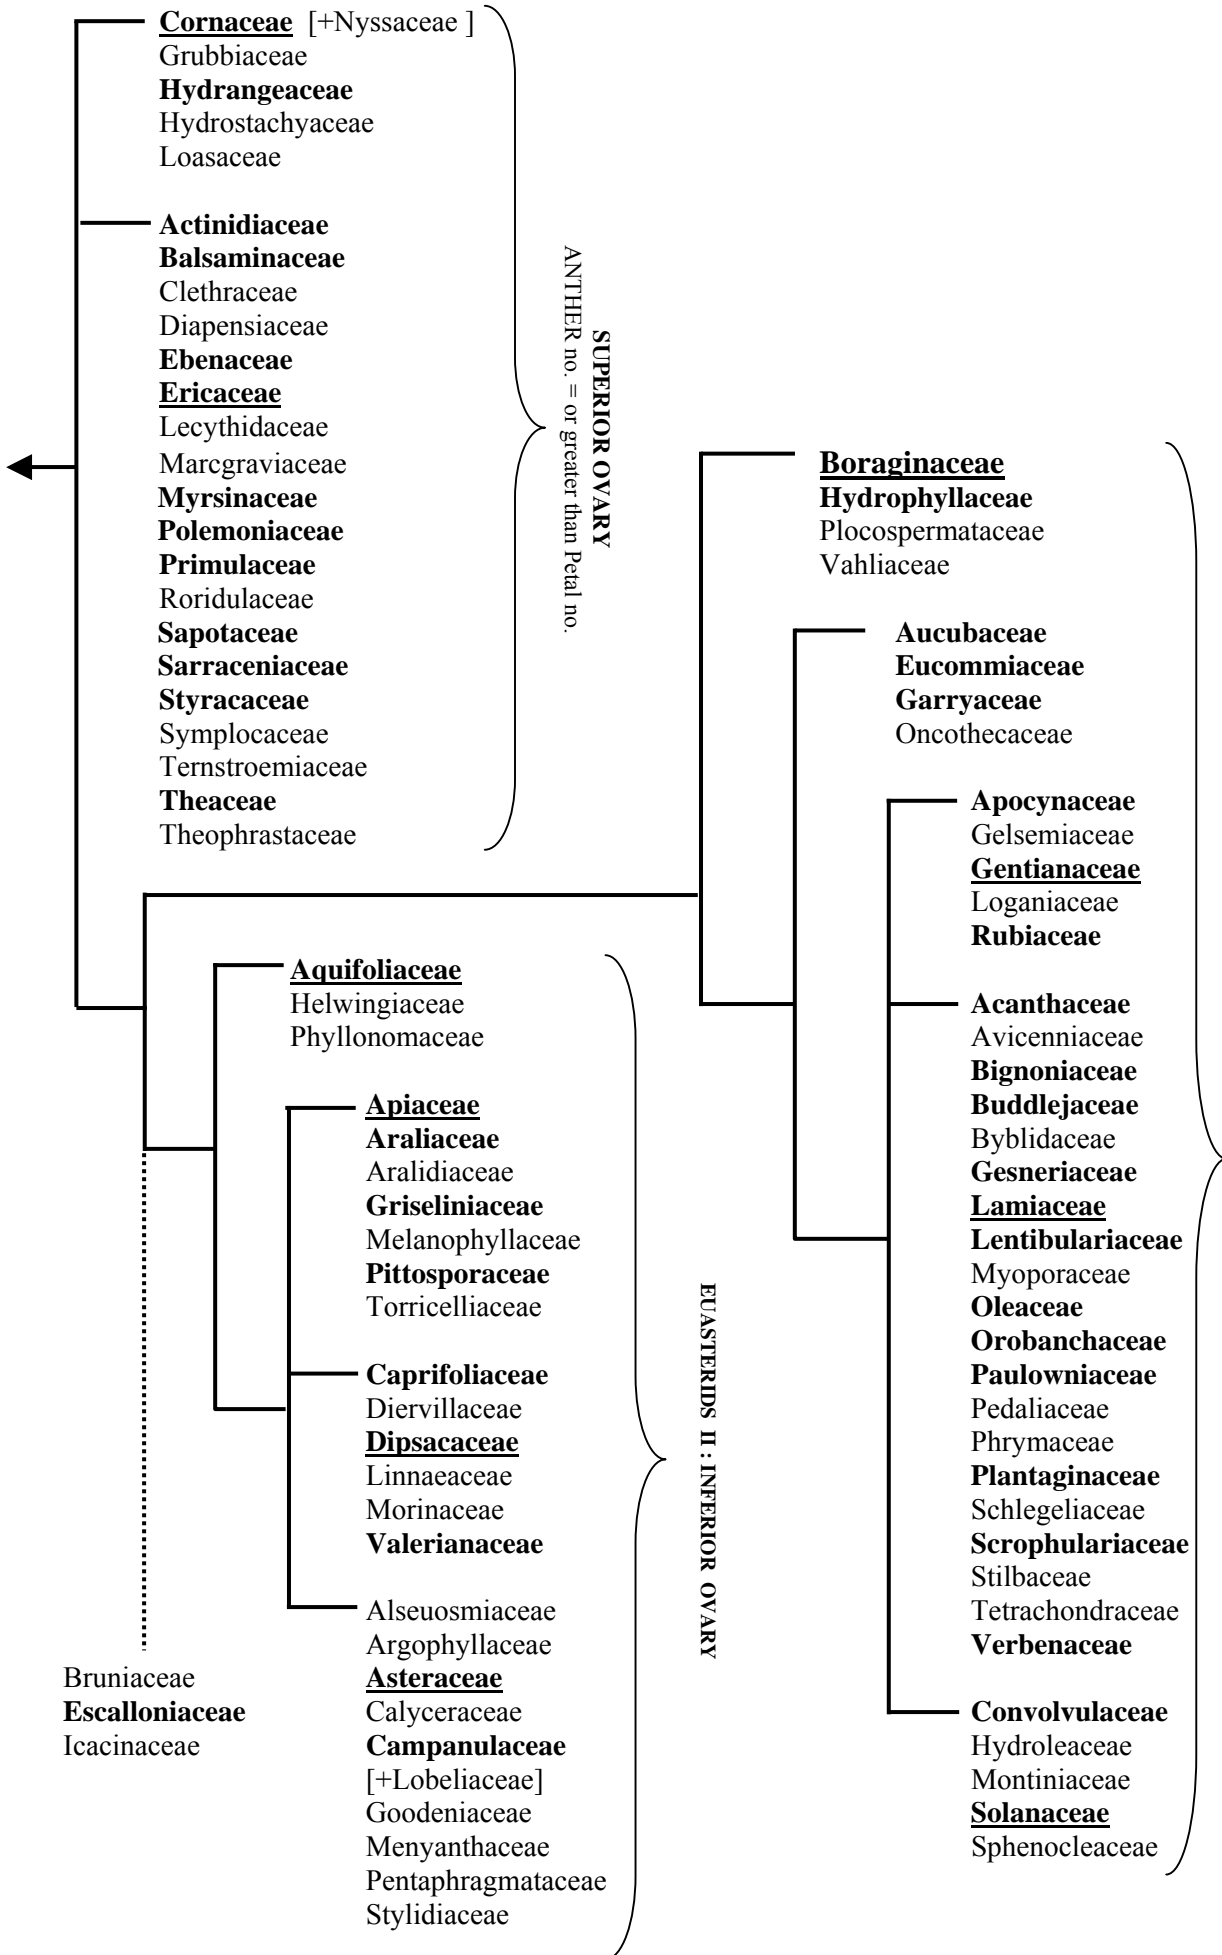 Cornaceae [+Nyssaceae ]
Grubbiaceae
Hydrangeaceae
Hydrostachyaceae
Loasaceae
Actinidiaceae
Balsaminaceae
Clethraceae
Diapensiaceae
Ebenaceae
Ericaceae
Lecythidaceae
Marcgraviaceae
Myrsinaceae
Polemoniaceae
Primulaceae
Roridulaceae
Sapotaceae
Sarraceniaceae
Styracaceae
Symplocaceae
Ternstroemiaceae
Theaceae
Theophrastaceae
SUPERIOR OVARY
ANTHER no. = or greater than Petal no.
Aquifoliaceae
Helwingiaceae
Phyllonomaceae
Apiaceae
Araliaceae
Aralidiaceae
Griseliniaceae
Melanophyllaceae
Pittosporaceae
Torricelliaceae
Caprifoliaceae
Diervillaceae
Dipsacaceae
Linnaeaceae
Morinaceae
Valerianaceae
Alseuosmiaceae
Argophyllaceae
Asteraceae
Calyceraceae
Campanulaceae
[+Lobeliaceae]
Goodeniaceae
Menyanthaceae
Pentaphragmataceae
Stylidiaceae
EUASTERIDS II : INFERIOR OVARY
Bruniaceae
Escalloniaceae
Icacinaceae
Boraginaceae
Hydrophyllaceae
Plocospermataceae
Vahliaceae
Aucubaceae
Eucommiaceae
Garryaceae
Oncothecaceae
Apocynaceae
Gelsemiaceae
Gentianaceae
Loganiaceae
Rubiaceae
Acanthaceae
Avicenniaceae
Bignoniaceae
Buddlejaceae
Byblidaceae
Gesneriaceae
Lamiaceae
Lentibulariaceae
Myoporaceae
Oleaceae
Orobanchaceae
Paulowniaceae
Pedaliaceae
Phrymaceae
Plantaginaceae
Schlegeliaceae
Scrophulariaceae
Stilbaceae
Tetrachondraceae
Verbenaceae
Convolvulaceae
Hydroleaceae
Montiniaceae
Solanaceae
Sphenocleaceae